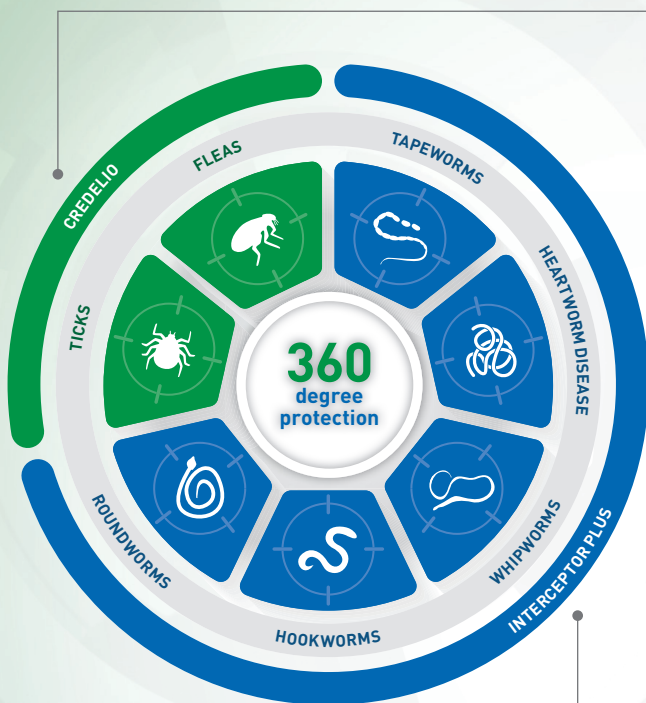 CREDELIO
FLEAS
TAPEWORMS
TICKS
HEARTWORM DISEASE
360
degree
protection
ROUNDWORMS
WHIPWORMS
HOOKWORMS
INTERCEPTOR PLUS